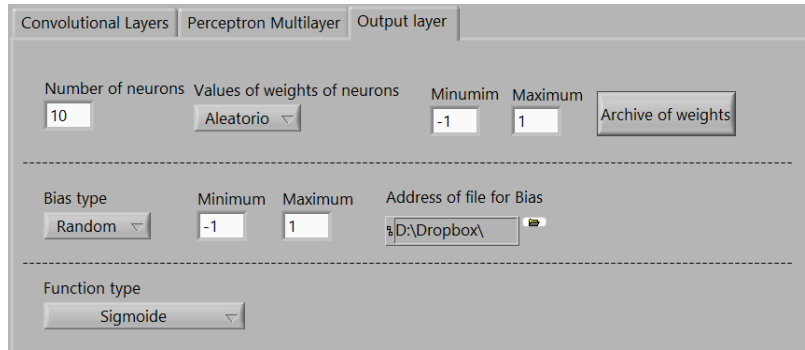 Convolutional Layers Perceptron Multilayer Output layer
Number of neurons Values of weights of neurons Minumim Maximum
10 Aleatorio -1 1 Archive of weights
Bias type Minimum Maximum Address of file for Bias
Random -1 1 D:\Dropbox\
Function type
Sigmoide